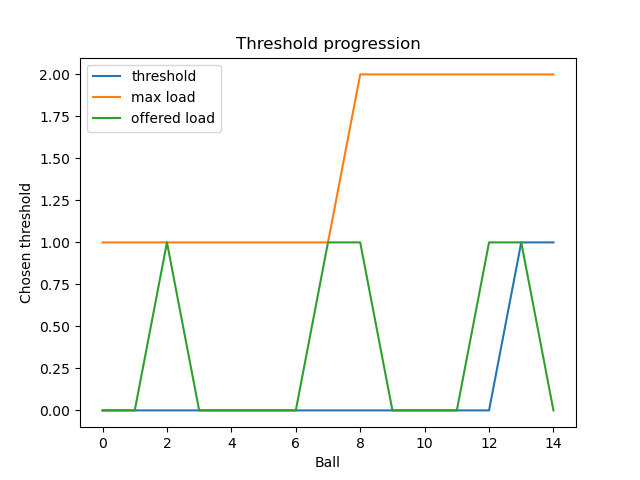 Threshold progression
threshold
max load
offered load
2.00
1.75
1.50
1.25
1.00
0.75
0.50
0.25
0.00
Chosen threshold
0 2 4 6 8 10 12 14
Ball